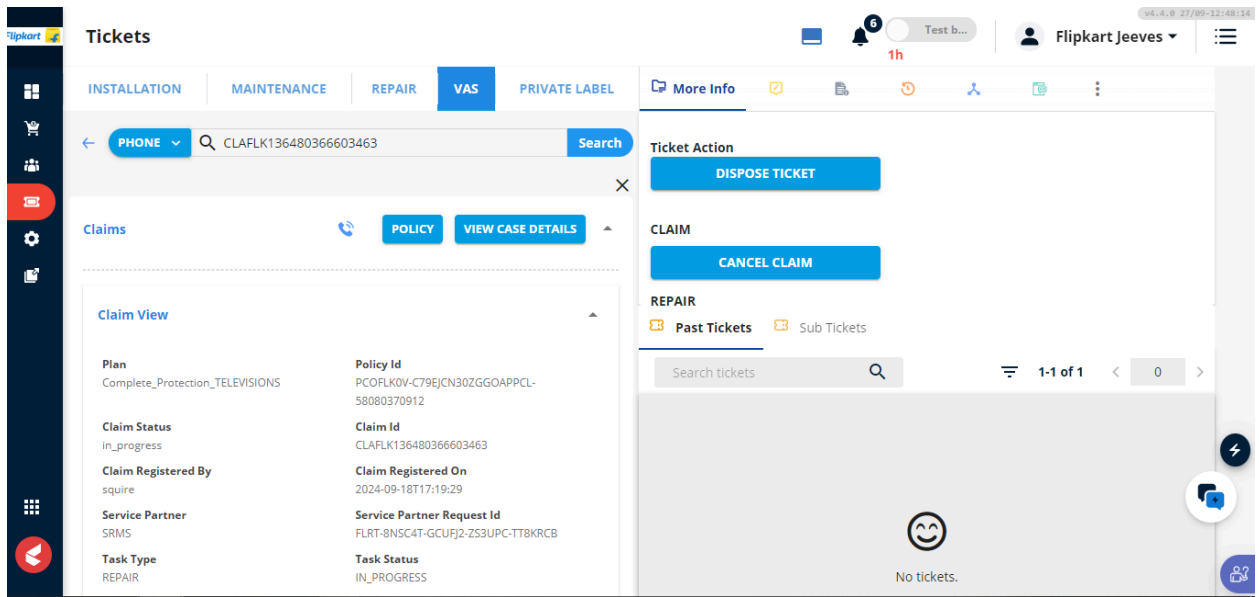 v4.4.0 27/09-12:48:14
Flipkart
Tickets
6
Test b...
1h
Flipkart Jeeves
INSTALLATION
MAINTENANCE
REPAIR
VAS
PRIVATE LABEL
PHONE
CLAFLK136480366603463
Search
Claims
POLICY
VIEW CASE DETAILS
Claim View
Plan
Complete_Protection_TELEVISIONS
Policy Id
PCOFLK0V-C79EJCN30ZGGOAPPCL-
58080370912
Claim Status
in_progress
Claim Id
CLAFLK136480366603463
Claim Registered By
squire
Claim Registered On
2024-09-18T17:19:29
Service Partner
SRMS
Service Partner Request Id
FLRT-8NSC4T-GCUFJ2-ZS3UPC-TT8KRCB
Task Type
REPAIR
Task Status
IN_PROGRESS
More Info
Ticket Action
DISPOSE TICKET
CLAIM
CANCEL CLAIM
REPAIR
Past Tickets
Sub Tickets
Search tickets
1-1 of 1
0
No tickets.